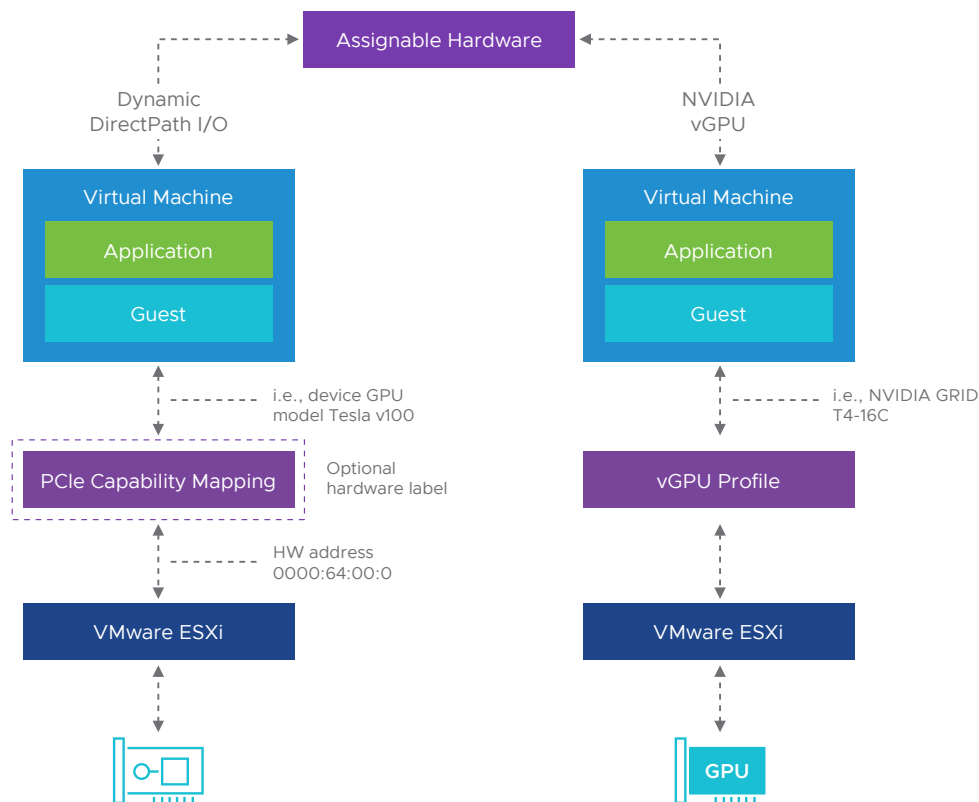 Assignable Hardware
Dynamic
DirectPath I/O
NVIDIA
vGPU
Virtual Machine
Application
Guest
Virtual Machine
Application
Guest
i.e., device GPU
model Tesla v100
i.e., NVIDIA GRID
T4-16C
PCIe Capability Mapping
Optional
hardware label
vGPU Profile
HW address
0000:64:00:0
VMware ESXi
VMware ESXi
GPU